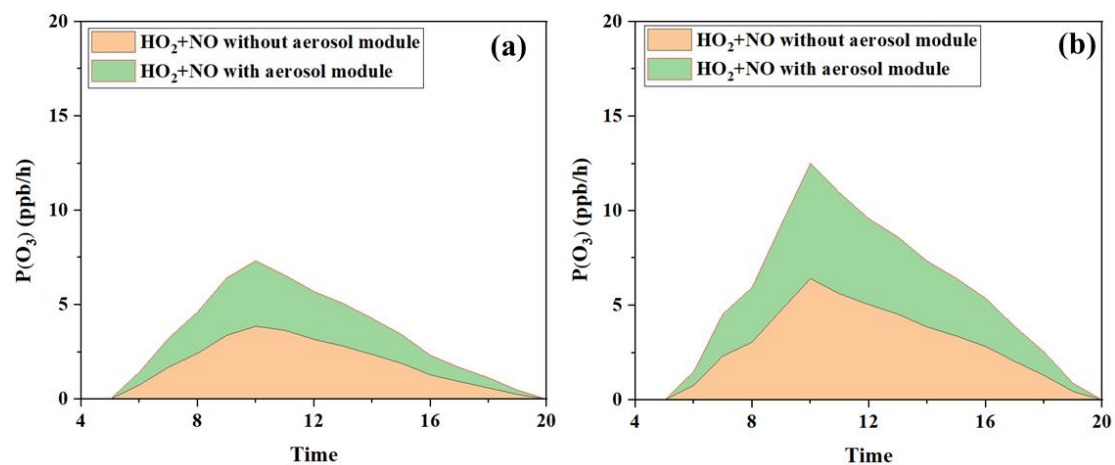 20
15
10
5
0
P(O₃) (ppb/h)
HO₂+NO without aerosol module
HO₂+NO with aerosol module
(a)
4
8
12
16
20
Time
20
15
10
5
0
P(O₃) (ppb/h)
HO₂+NO without aerosol module
HO₂+NO with aerosol module
(b)
4
8
12
16
20
Time